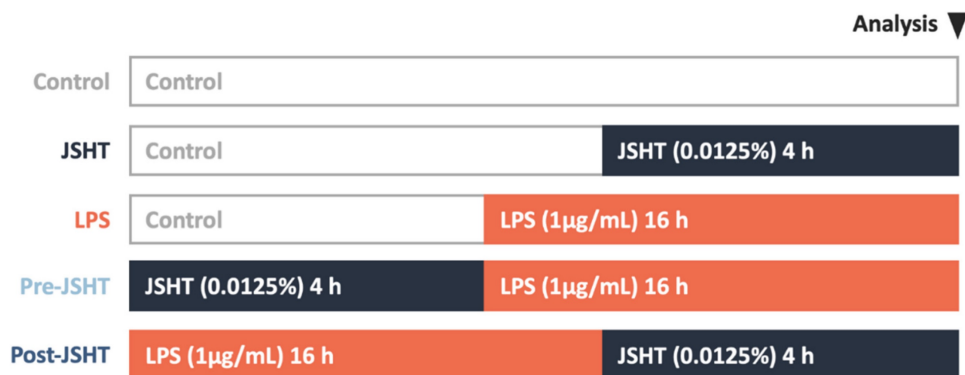 Analysis
Control Control
JSHT Control JSHT (0.0125%) 4 h
LPS Control LPS (1µg/mL) 16 h
Pre-JSHT JSHT (0.0125%) 4 h LPS (1µg/mL) 16 h
Post-JSHT LPS (1µg/mL) 16 h JSHT (0.0125%) 4 h